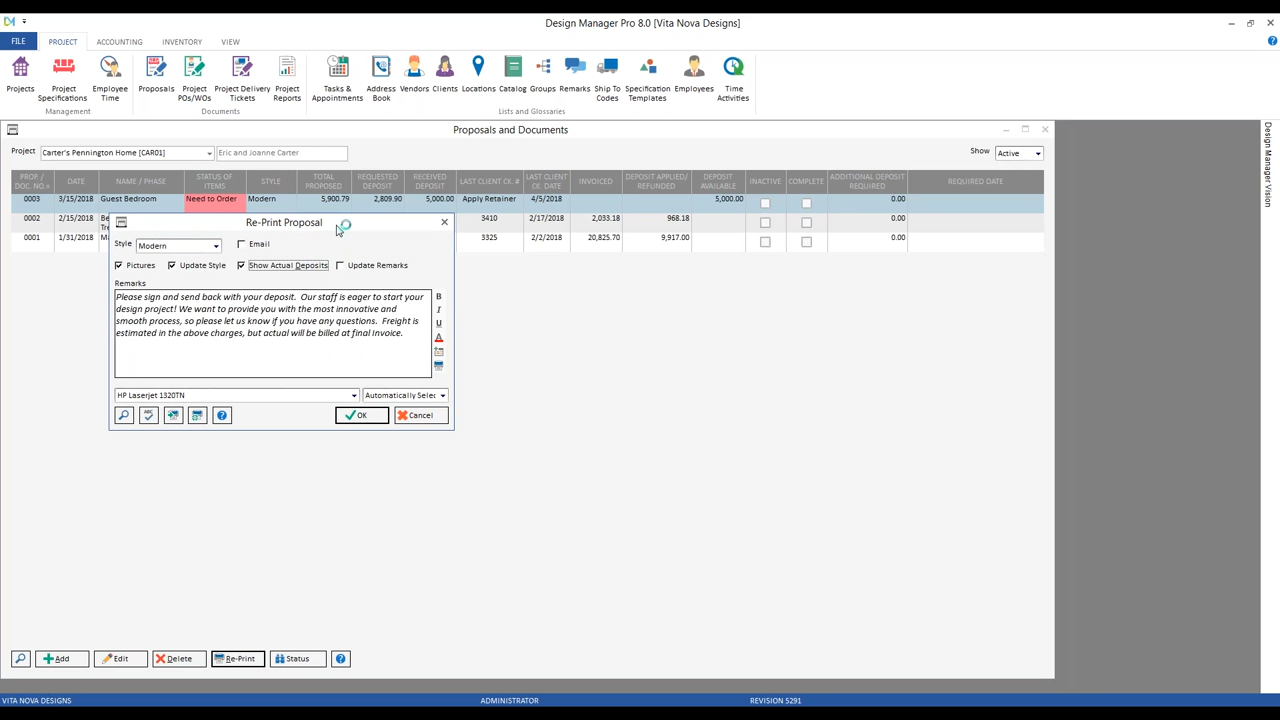 Design Manager Pro 8.0 [Vita Nova Designs]
FILE PROJECT ACCOUNTING INVENTORY VIEW
Projects
Project Specifications
Employee Time
Proposals
Project POs/WOs
Project Delivery Tickets
Project Reports
Tasks & Appointments
Address Book
Vendors
Clients
Locations
Catalog
Groups
Remarks
Ship To Codes
Specification Templates
Employees
Time Activities
Management Documents Lists and Glossaries
Proposals and Documents
Project Carter's Pennington Home [CAR01] Eric and Joanne Carter Show Active
PROP. / DOC. NO. DATE NAME / PHASE STATUS OF ITEMS STYLE TOTAL PROPOSED REQUESTED DEPOSIT RECEIVED DEPOSIT LAST CLIENT CK. # LAST CLIENT CK. DATE INVOICED DEPOSIT APPLIED/ REFUNDED DEPOSIT AVAILABLE INACTIVE COMPLETE ADDITIONAL DEPOSIT REQUIRED REQUIRED DATE
0003 3/15/2018 Guest Bedroom Need to Order Modern 5,900.79 2,809.90 5,000.00 Apply Retainer 4/5/2018 5,000.00 0.00
0002 2/15/2018 3410 2/17/2018 2,033.18 968.18 0.00
0001 1/31/2018 3325 2/2/2018 20,825.70 9,917.00 0.00
Re-Print Proposal
Style Modern Email
Pictures Update Style Show Actual Deposits Update Remarks
Remarks
Please sign and send back with your deposit. Our staff is eager to start your
design project! We want to provide you with the most innovative and
smooth process, so please let us know if you have any questions. Freight is
estimated in the above charges, but actual will be billed at final Invoice.
B
I
U
A
HP Laserjet 1320TN Automatically Selec
ABC OK Cancel
Add Edit Delete Re-Print Status
Design Manager Vision
VITA NOVA DESIGNS ADMINISTRATOR REVISION 5291